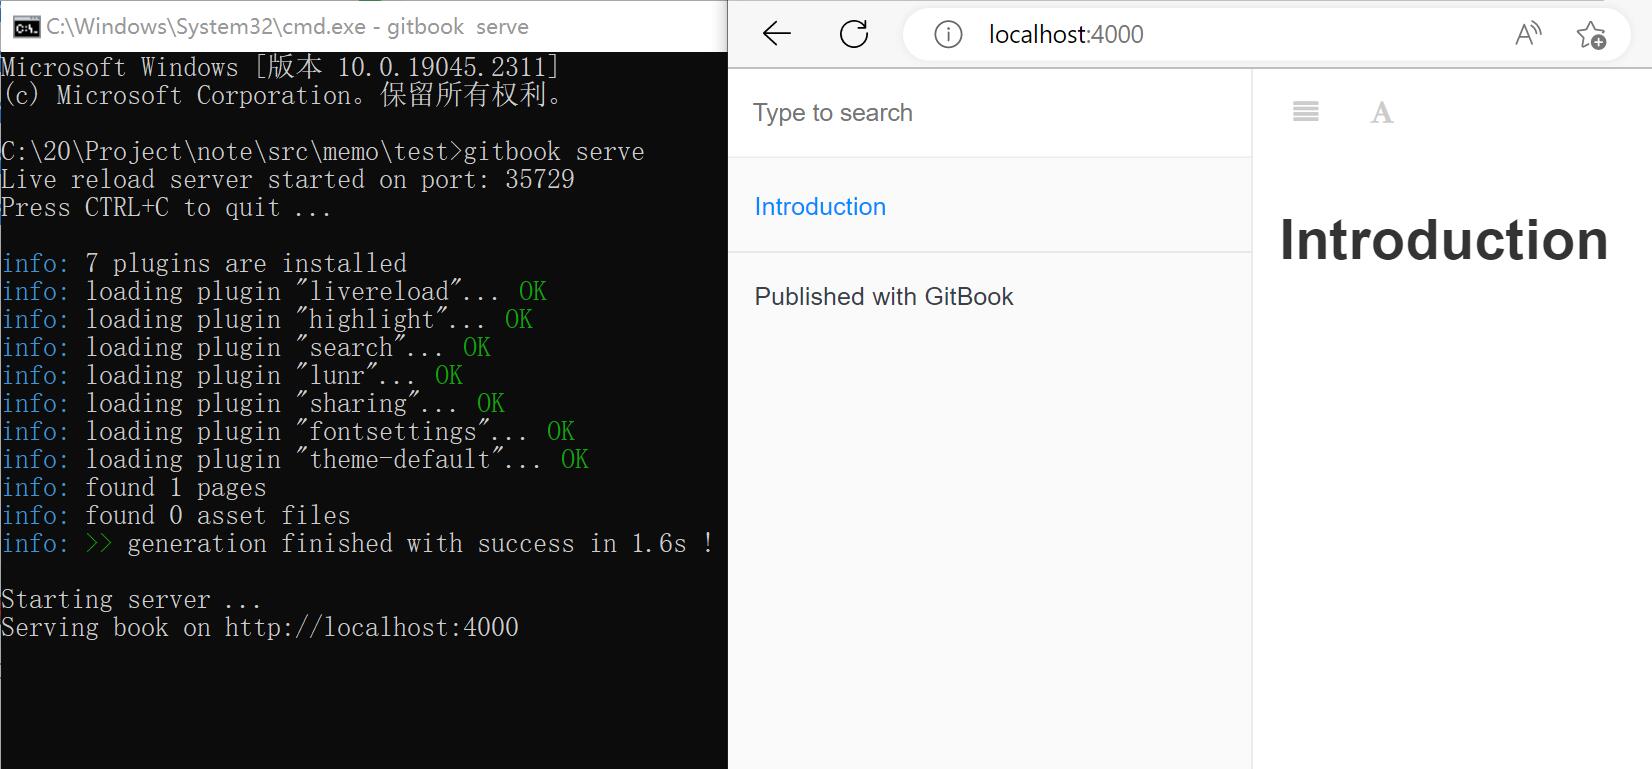 C:\Windows\System32\cmd.exe - gitbook  serve
Microsoft Windows [版本 10.0.19045.2311]
(c) Microsoft Corporation。保留所有权利。
C:\20\Project\note\src\memo\test>gitbook serve
Live reload server started on port: 35729
Press CTRL+C to quit ...
info: 7 plugins are installed
info: loading plugin "livereload"... OK
info: loading plugin "highlight"... OK
info: loading plugin "search"... OK
info: loading plugin "lunr"... OK
info: loading plugin "sharing"... OK
info: loading plugin "fontsettings"... OK
info: loading plugin "theme-default"... OK
info: found 1 pages
info: found 0 asset files
info: >> generation finished with success in 1.6s !
Starting server ...
Serving book on http://localhost:4000
localhost:4000
Type to search
Introduction
Published with GitBook
A
Introduction